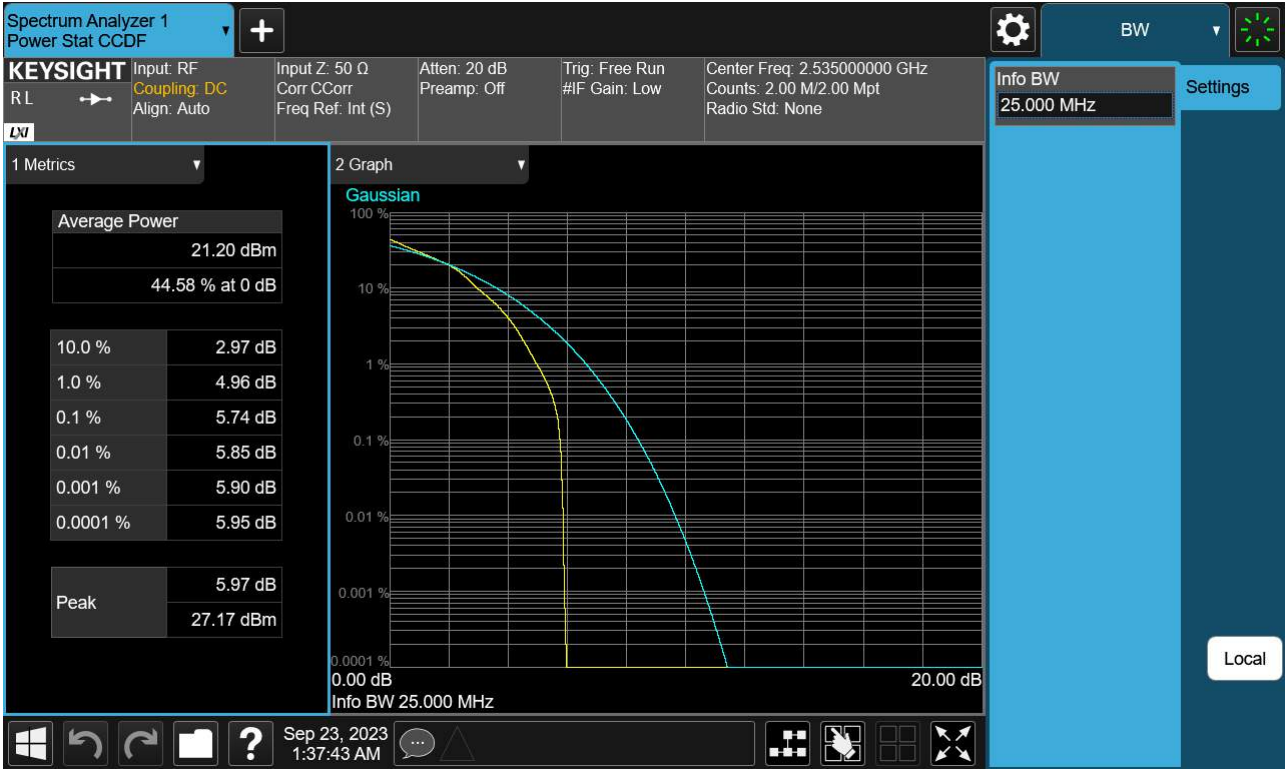 Spectrum Analyzer 1
Power Stat CCDF
▼
+
BW
▼
KEYSIGHT
R L
LXI
Input: RF
Coupling: DC
Align: Auto
Input Z: 50 Ω
Corr CCorr
Freq Ref: Int (S)
Atten: 20 dB
Preamp: Off
Trig: Free Run
#IF Gain: Low
Center Freq: 2.535000000 GHz
Counts: 2.00 M/2.00 Mpt
Radio Std: None
Info BW
25.000 MHz
Settings
1 Metrics
▼
Average Power
21.20 dBm
44.58 % at 0 dB
10.0 % 2.97 dB
1.0 % 4.96 dB
0.1 % 5.74 dB
0.01 % 5.85 dB
0.001 % 5.90 dB
0.0001 % 5.95 dB
Peak
5.97 dB
27.17 dBm
2 Graph
▼
Gaussian
100 %
10 %
1 %
0.1 %
0.01 %
0.001 %
0.0001 %
0.00 dB 20.00 dB
Info BW 25.000 MHz
Local
?
Sep 23, 2023
1:37:43 AM
...